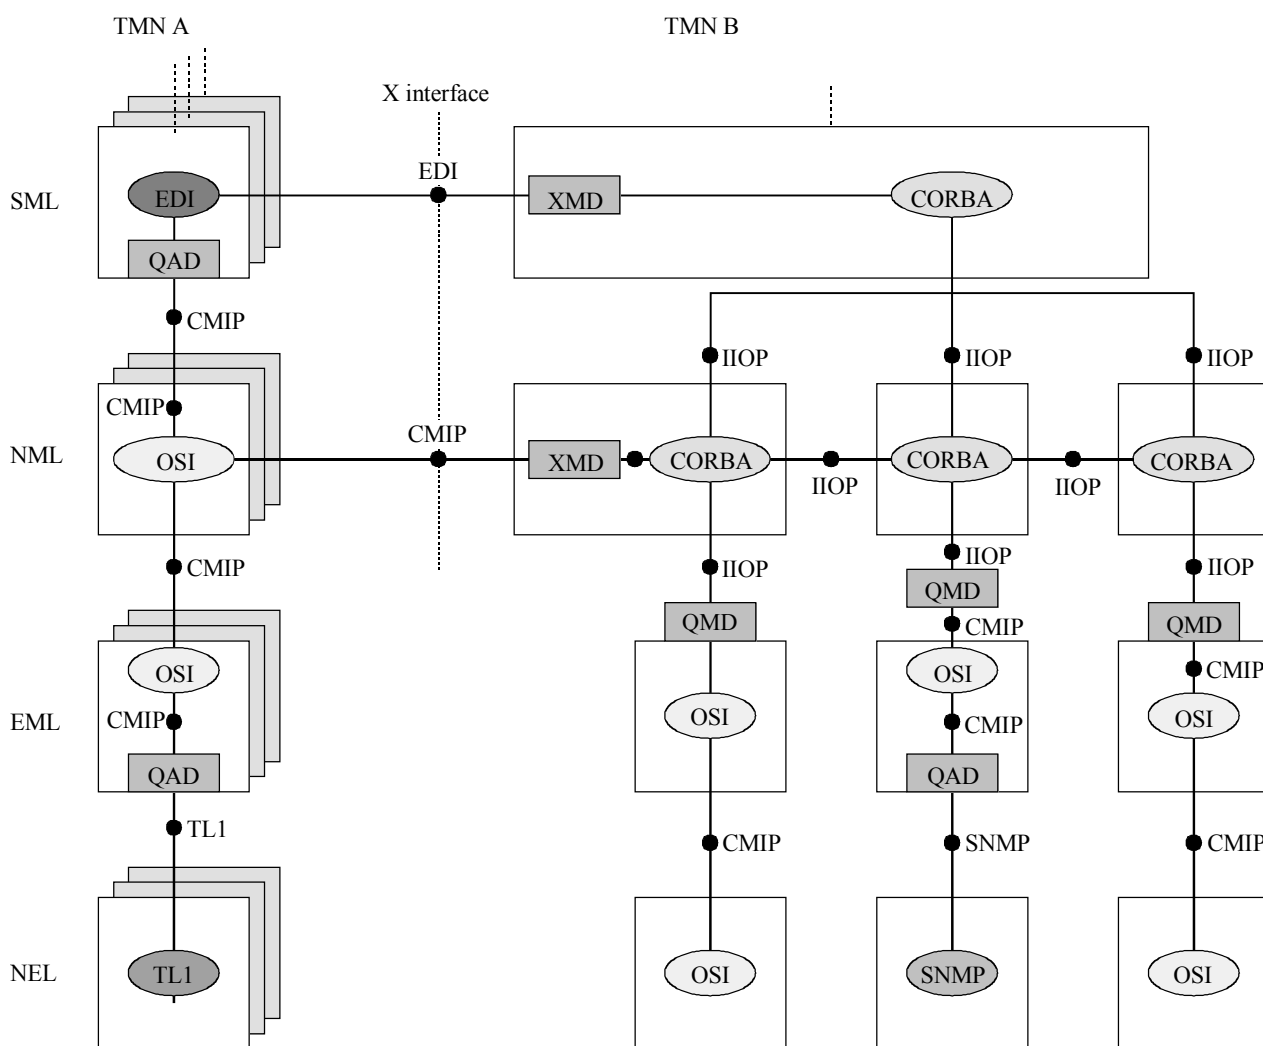 TMN A
TMN B
X interface
EDI
SML
EDI
XMD
CORBA
QAD
CMIP
IIOP
IIOP
IIOP
CMIP
CMIP
NML
OSI
XMD
CORBA
CORBA
CORBA
IIOP
IIOP
CMIP
IIOP
IIOP
IIOP
QMD
QMD
QMD
CMIP
OSI
OSI
CMIP
EML
CMIP
OSI
CMIP
OSI
QAD
QAD
TL1
CMIP
SNMP
CMIP
NEL
TL1
OSI
SNMP
OSI